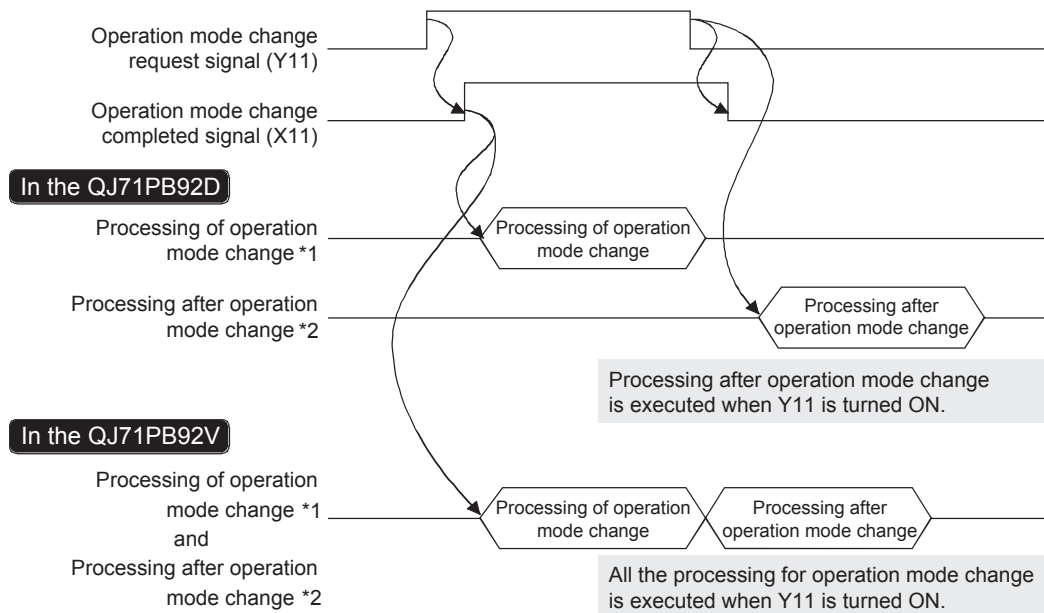 Operation mode change
request signal (Y11)
Operation mode change
completed signal (X11)
In the QJ71PB92D
Processing of operation
mode change *1
Processing of operation
mode change
Processing after operation
mode change *2
Processing after
operation mode change
Processing after operation mode change
is executed when Y11 is turned ON.
In the QJ71PB92V
Processing of operation
mode change *1
and
Processing after operation
mode change *2
Processing of operation
mode change
Processing after
operation mode change
All the processing for operation mode change
is executed when Y11 is turned ON.